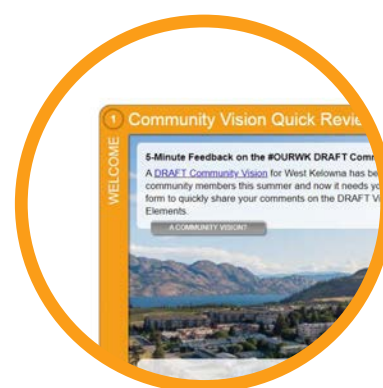 1 Community Vision Quick Revie
WELCOME
5-Minute Feedback on the #OURWK DRAFT Com
A DRAFT Community Vision for West Kelowna has be
community members this summer and now it needs yo
form to quickly share your comments on the DRAFT Vi
Elements.
A COMMUNITY VISION?